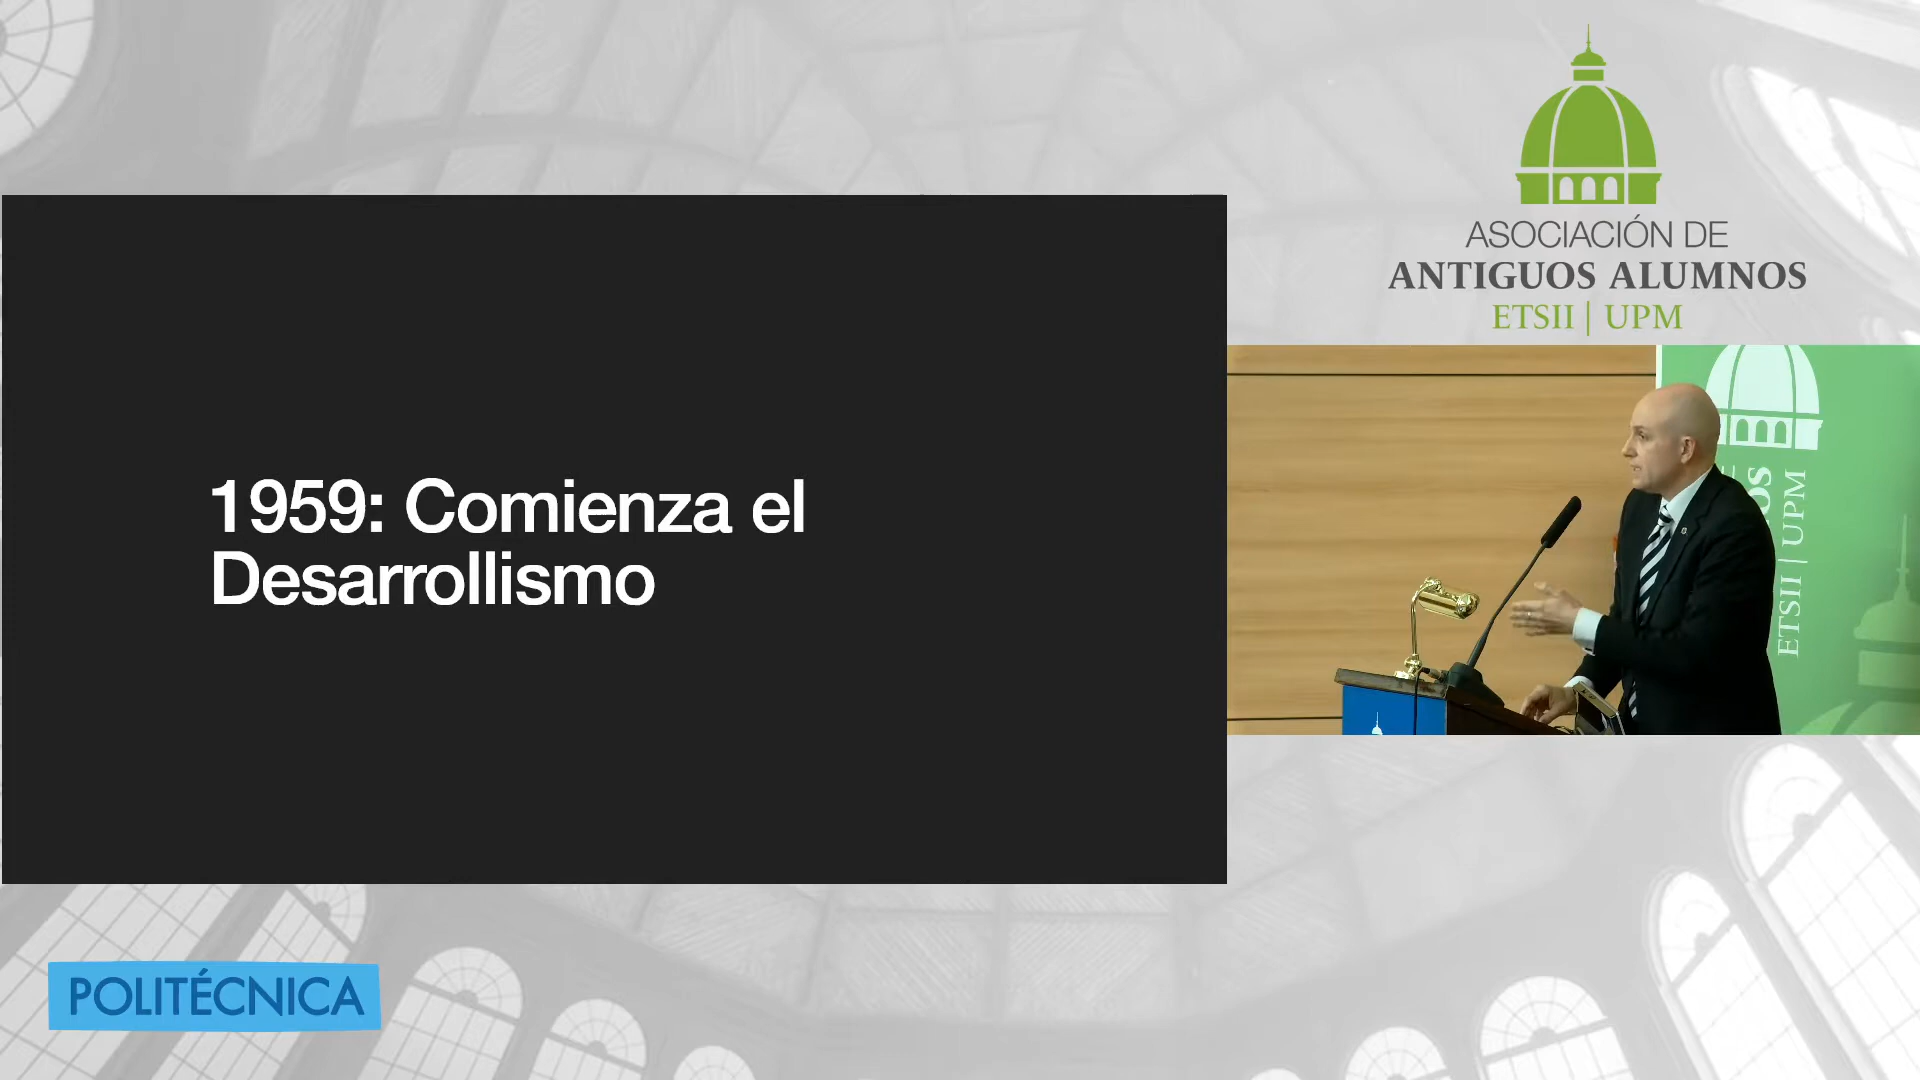 1959: Comienza el
Desarrollismo
ASOCIACIÓN DE
ANTIGUOS ALUMNOS
ETSII | UPM
ETSII | UPM
POLITÉCNICA